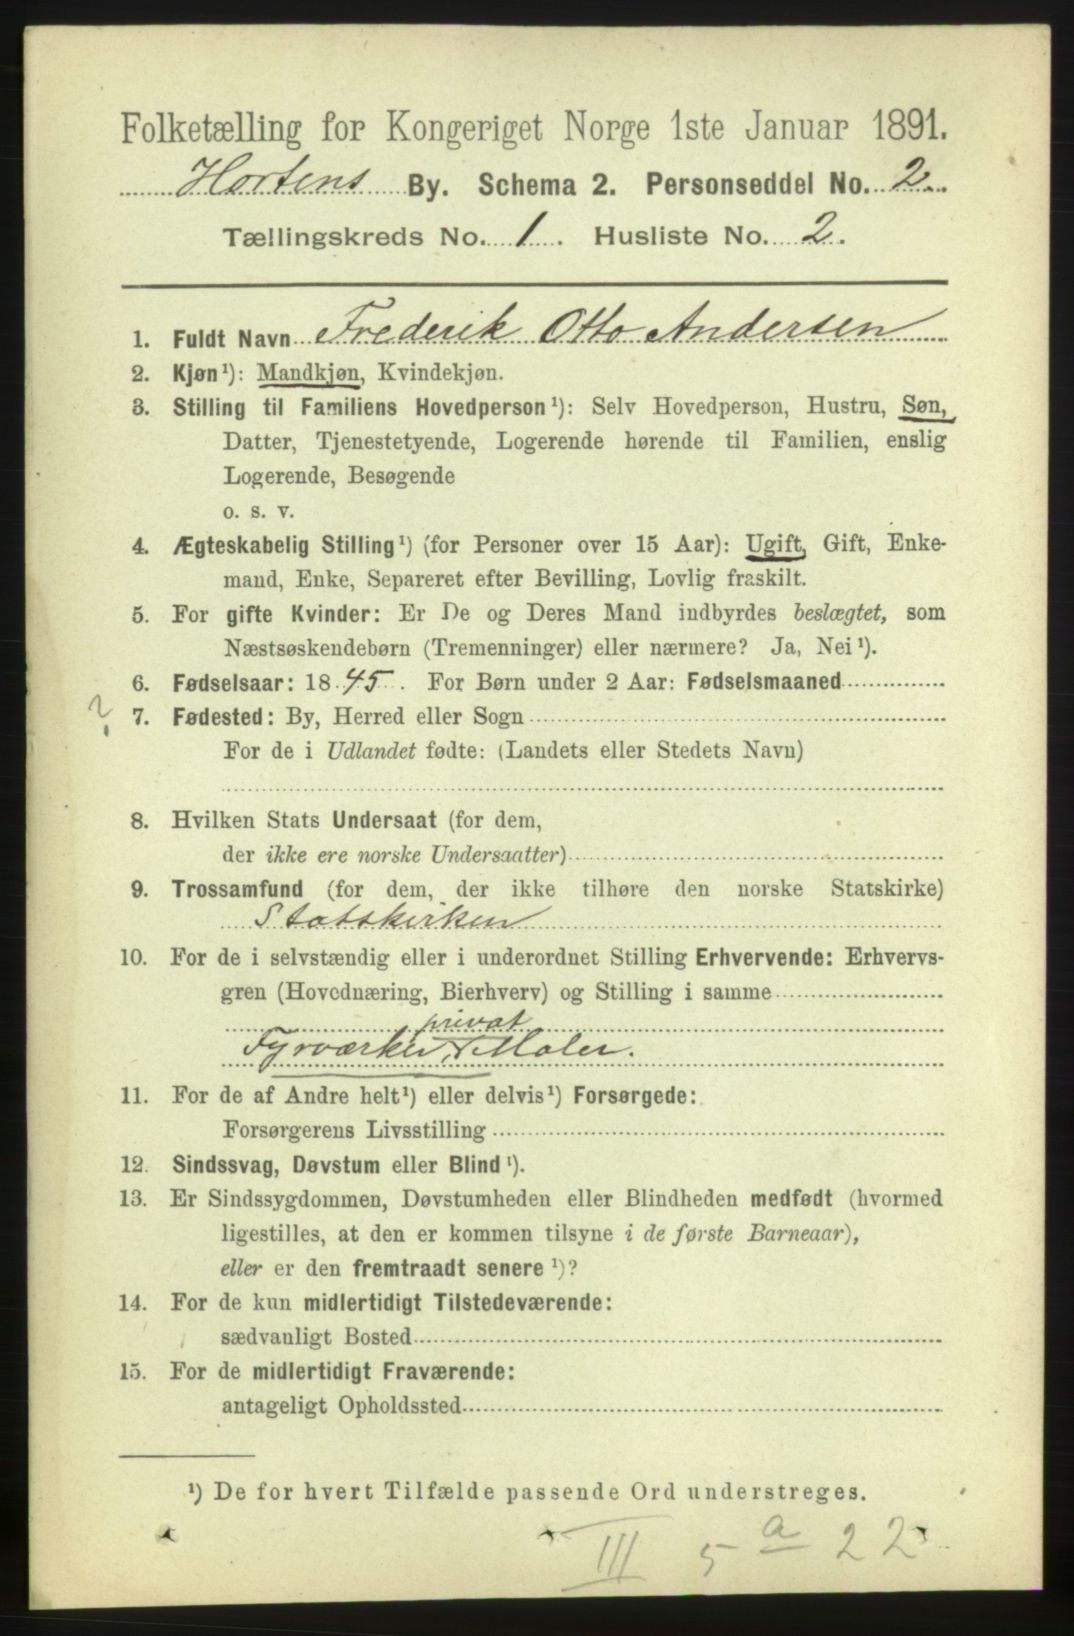 Folketælling for Kongeriget Norge 1ste Januar 1891.
Hortens By. Schema 2. Personseddel No. 2
Tællingskreds No. 1. Husliste No. 2.
1. Fuldt Navn Frederik Otto Andersen
2. Kjøn¹): Mandkjøn, Kvindekjøn.
3. Stilling til Familiens Hovedperson¹): Selv Hovedperson, Hustru, Søn,
Datter, Tjenestetyende, Logerende hørende til Familien, enslig
Logerende, Besøgende
o. s. v.
4. Ægteskabelig Stilling¹) (for Personer over 15 Aar): Ugift, Gift, Enke-
mand, Enke, Separeret efter Bevilling, Lovlig fraskilt.
5. For gifte Kvinder: Er De og Deres Mand indbyrdes beslægtet, som
Næstsøskendebørn (Tremenninger) eller nærmere? Ja, Nei¹).
6. Fødselsaar: 1845. For Børn under 2 Aar: Fødselsmaaned
? 7. Fødested: By, Herred eller Sogn
For de i Udlandet fødte: (Landets eller Stedets Navn)
8. Hvilken Stats Undersaat (for dem,
der ikke ere norske Undersaatter)
9. Trossamfund (for dem, der ikke tilhøre den norske Statskirke)
Statskirken
10. For de i selvstændig eller i underordnet Stilling Erhvervende: Erhvervs-
gren (Hovednæring, Bierhverv) og Stilling i samme
privat
Fyrværker, Maler.
11. For de af Andre helt¹) eller delvis¹) Forsørgede:
Forsørgerens Livsstilling
12. Sindssvag, Døvstum eller Blind¹).
13. Er Sindssygdommen, Døvstumheden eller Blindheden medfødt (hvormed
ligestilles, at den er kommen tilsyne i de første Barneaar),
eller er den fremtraadt senere¹)?
14. For de kun midlertidigt Tilstedeværende:
sædvanligt Bosted
15. For de midlertidigt Fraværende:
antageligt Opholdssted
¹) De for hvert Tilfælde passende Ord understreges.
III 5 a 22